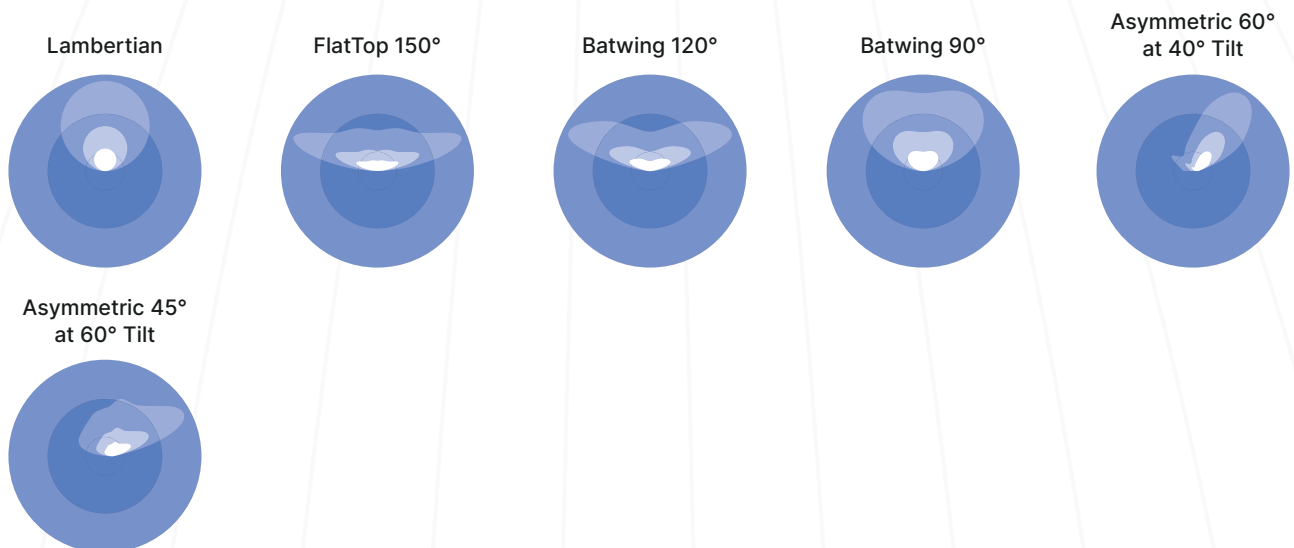 Lambertian
FlatTop 150°
Batwing 120°
Batwing 90°
Asymmetric 60°
at 40° Tilt
Asymmetric 45°
at 60° Tilt